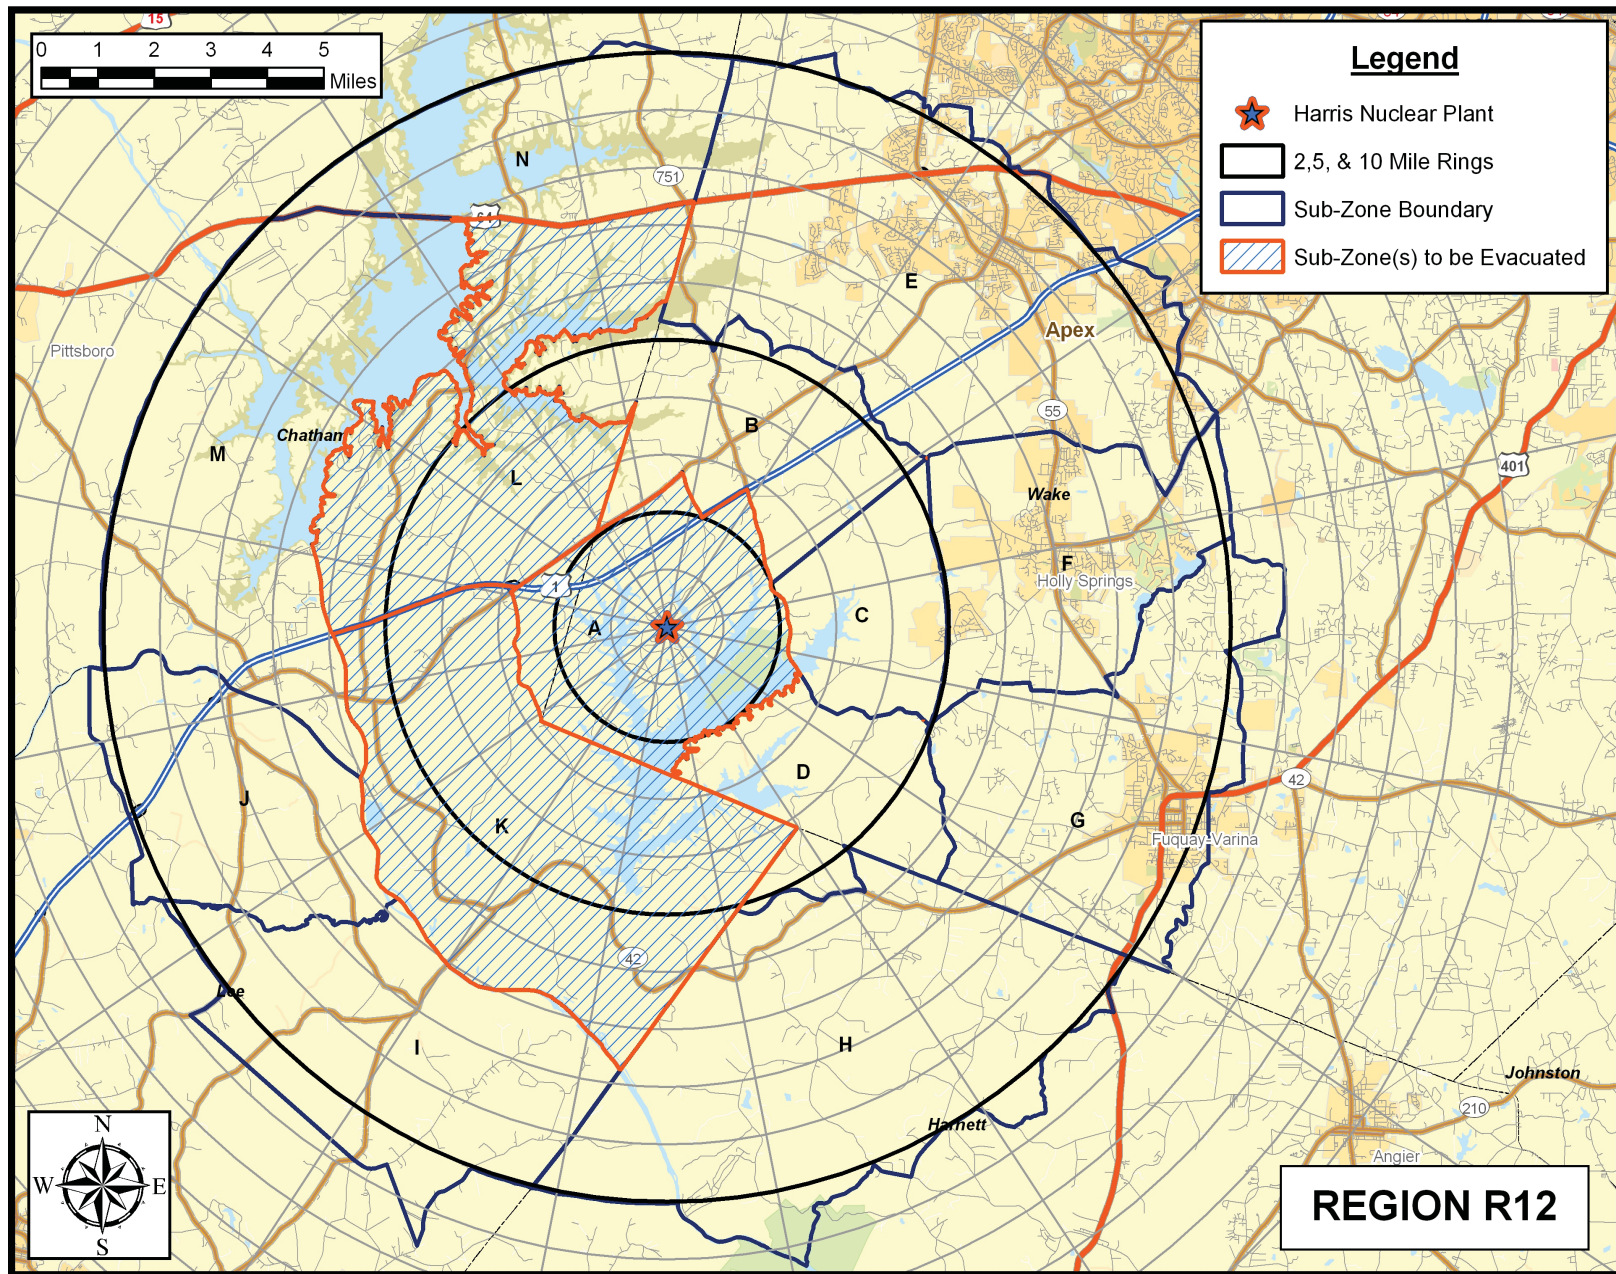 15
0 1 2 3 4 5
Miles
Legend
Harris Nuclear Plant
2,5, & 10 Mile Rings
Sub-Zone Boundary
Sub-Zone(s) to be Evacuated
N
751
64
E
Apex
Pittsboro
55
B
Chatham
M
401
L
Wake
F
Holly Springs
1
A
C
D
42
J
G
K
Fuquay-Varina
42
Lee
I
H
Johnston
210
Harnett
Angier
N
W E
S
REGION R12